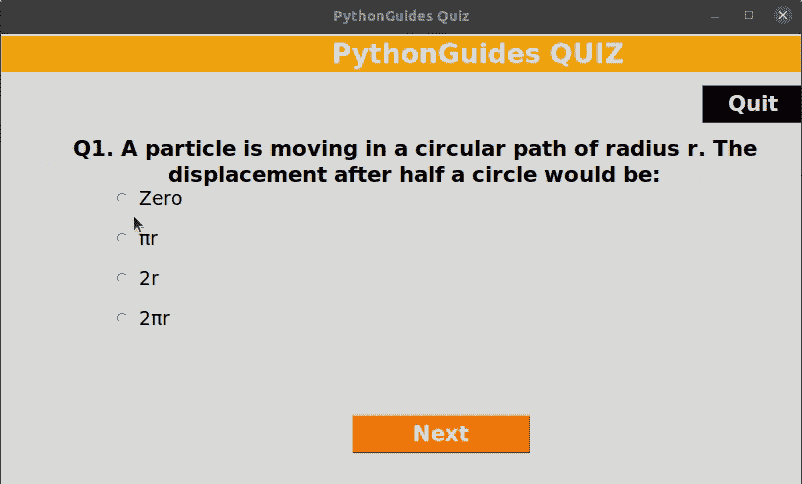 PythonGuides Quiz
PythonGuides QUIZ
Quit
Q1. A particle is moving in a circular path of radius r. The
displacement after half a circle would be:
Zero
πr
2r
2πr
Next